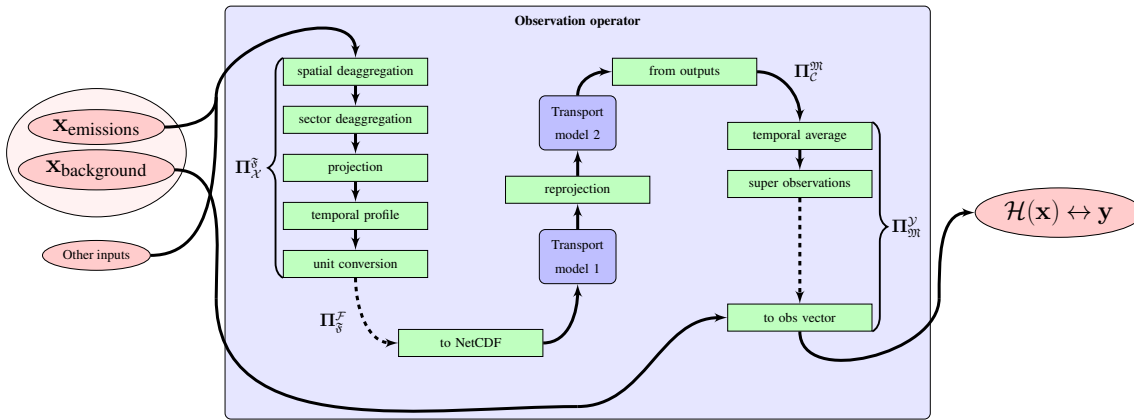 Observation operator
x_emissions
x_background
Other inputs
Π_𝒳^𝔉
spatial deaggregation
sector deaggregation
projection
temporal profile
unit conversion
Π_𝔉^ℱ
to NetCDF
Transport
model 1
reprojection
Transport
model 2
from outputs
Π_𝒞^𝔐
temporal average
super observations
Π_𝔐^𝒴
to obs vector
ℋ(x) ↔ y